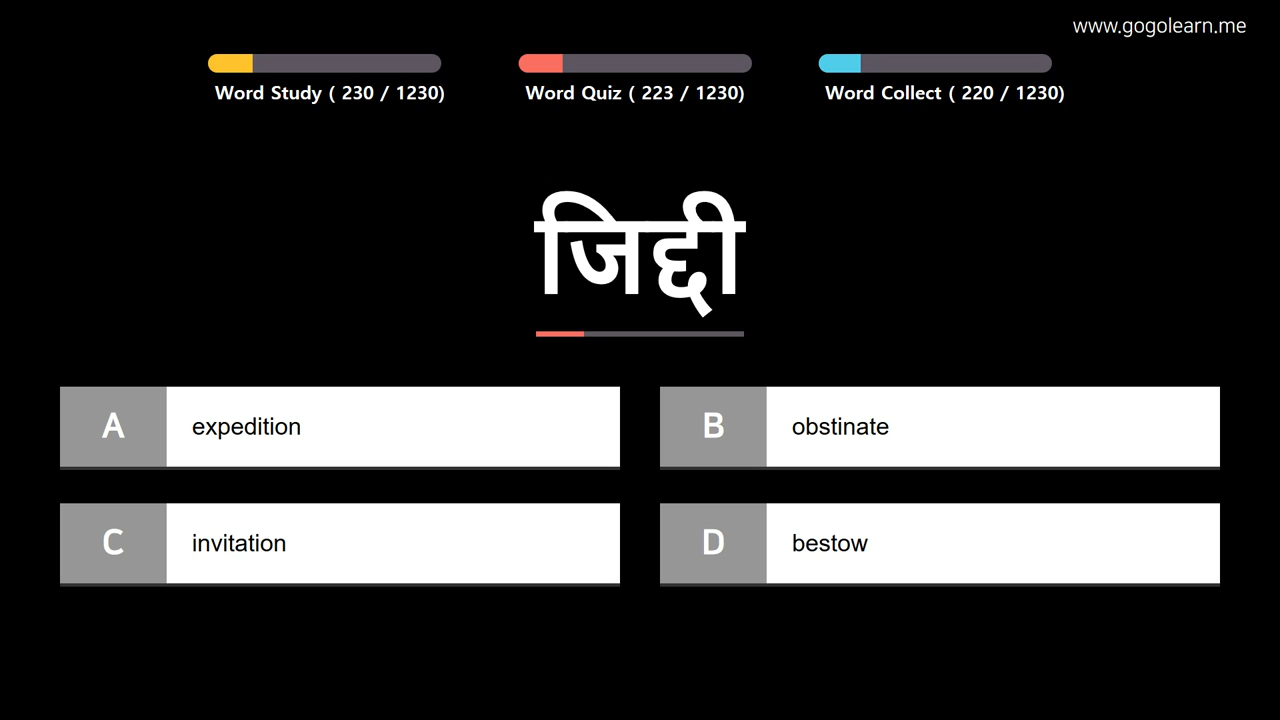 www.gogolearn.me
Word Study ( 230 / 1230)
Word Quiz ( 223 / 1230)
Word Collect ( 220 / 1230)
जिद्दी
A expedition
B obstinate
C invitation
D bestow